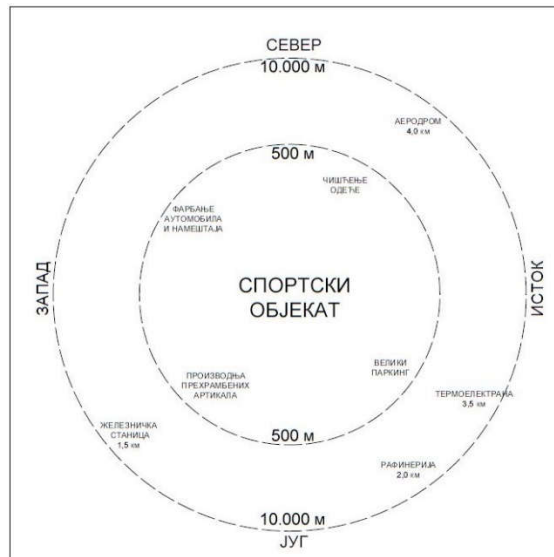 СЕВЕР
10.000 м
АЕРОДРОМ
4,0 км
500 м
ЧИШЋЕЊЕ
ОДЕЋЕ
ФАРБАЊЕ
АУТОМОБИЛА
И НАМЕШТАЈА
ЗАПАД
СПОРТСКИ
ОБЈЕКАТ
ИСТОК
ВЕЛИКИ
ПАРКИНГ
ПРОИЗВОДЊА
ПРЕХРАМБЕНИХ
АРТИКАЛА
ТЕРМОЕЛЕКТРАНА
3,5 км
ЖЕЛЕЗНИЧКА
СТАНИЦА
1,5 км
500 м
РАФИНЕРИЈА
2,0 км
10.000 м
ЈУГ